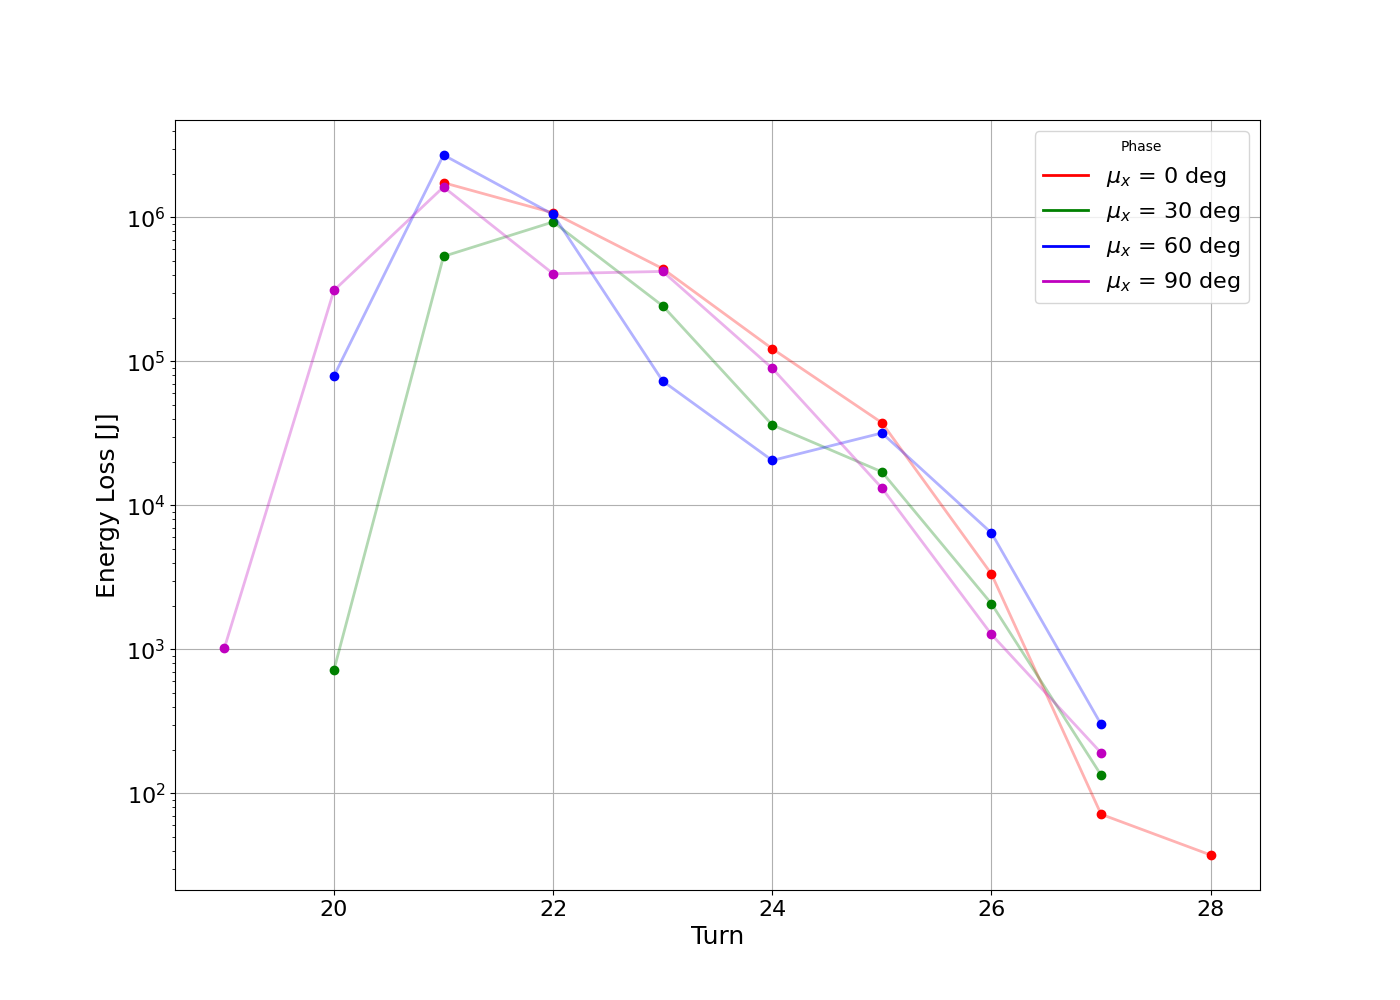 Phase
μx = 0 deg
μx = 30 deg
μx = 60 deg
μx = 90 deg
Energy Loss [J]
10^6
10^5
10^4
10^3
10^2
20 22 24 26 28
Turn